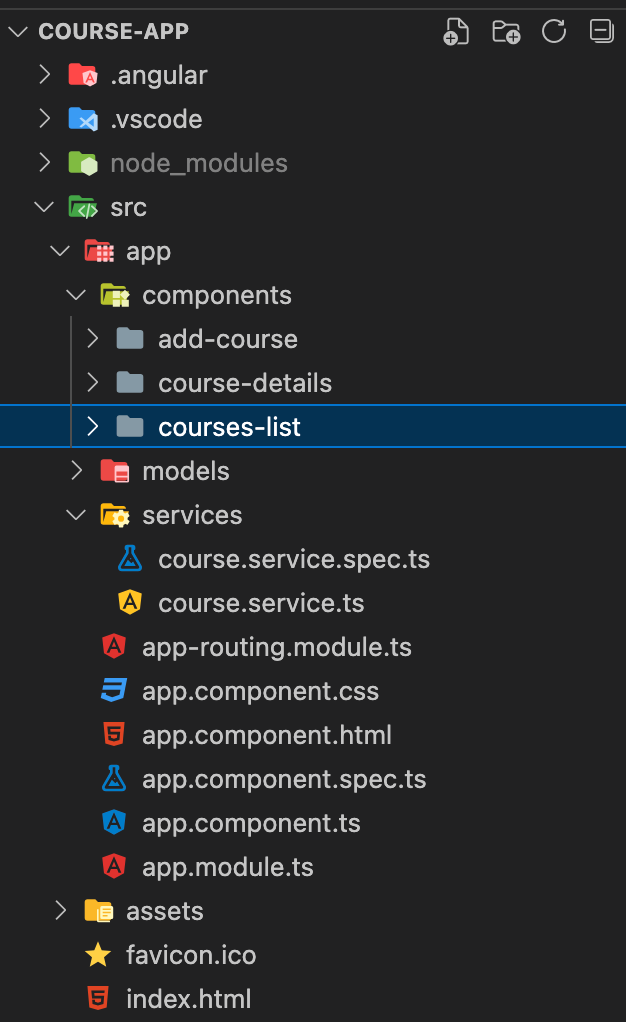 COURSE-APP
.angular
.vscode
node_modules
src
app
components
add-course
course-details
courses-list
models
services
course.service.spec.ts
course.service.ts
app-routing.module.ts
app.component.css
app.component.html
app.component.spec.ts
app.component.ts
app.module.ts
assets
favicon.ico
index.html